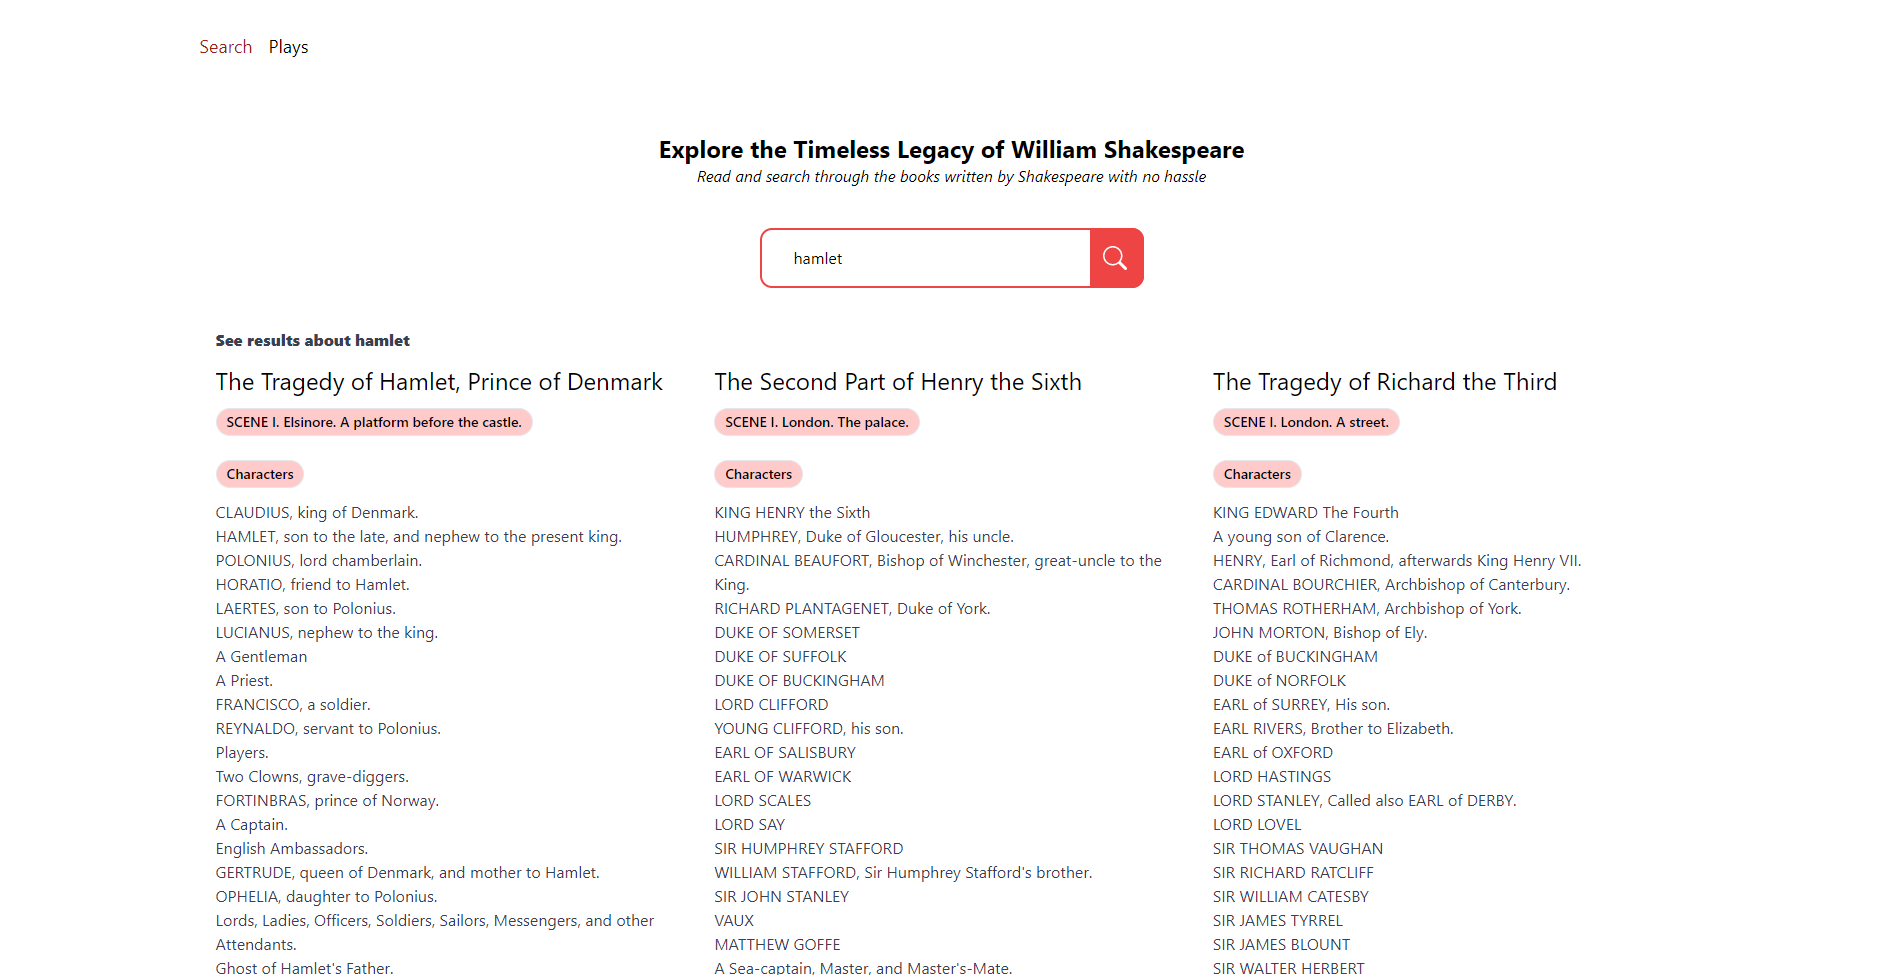 Search Plays
Explore the Timeless Legacy of William Shakespeare
Read and search through the books written by Shakespeare with no hassle
hamlet
See results about hamlet
The Tragedy of Hamlet, Prince of Denmark
SCENE I. Elsinore. A platform before the castle.
Characters
CLAUDIUS, king of Denmark.
HAMLET, son to the late, and nephew to the present king.
POLONIUS, lord chamberlain.
HORATIO, friend to Hamlet.
LAERTES, son to Polonius.
LUCIANUS, nephew to the king.
A Gentleman
A Priest.
FRANCISCO, a soldier.
REYNALDO, servant to Polonius.
Players.
Two Clowns, grave-diggers.
FORTINBRAS, prince of Norway.
A Captain.
English Ambassadors.
GERTRUDE, queen of Denmark, and mother to Hamlet.
OPHELIA, daughter to Polonius.
Lords, Ladies, Officers, Soldiers, Sailors, Messengers, and other
Attendants.
Ghost of Hamlet's Father.
The Second Part of Henry the Sixth
SCENE I. London. The palace.
Characters
KING HENRY the Sixth
HUMPHREY, Duke of Gloucester, his uncle.
CARDINAL BEAUFORT, Bishop of Winchester, great-uncle to the
King.
RICHARD PLANTAGENET, Duke of York.
DUKE OF SOMERSET
DUKE OF SUFFOLK
DUKE OF BUCKINGHAM
LORD CLIFFORD
YOUNG CLIFFORD, his son.
EARL OF SALISBURY
EARL OF WARWICK
LORD SCALES
LORD SAY
SIR HUMPHREY STAFFORD
WILLIAM STAFFORD, Sir Humphrey Stafford's brother.
SIR JOHN STANLEY
VAUX
MATTHEW GOFFE
A Sea-captain, Master, and Master's-Mate.
The Tragedy of Richard the Third
SCENE I. London. A street.
Characters
KING EDWARD The Fourth
A young son of Clarence.
HENRY, Earl of Richmond, afterwards King Henry VII.
CARDINAL BOURCHIER, Archbishop of Canterbury.
THOMAS ROTHERHAM, Archbishop of York.
JOHN MORTON, Bishop of Ely.
DUKE of BUCKINGHAM
DUKE of NORFOLK
EARL of SURREY, His son.
EARL RIVERS, Brother to Elizabeth.
EARL of OXFORD
LORD HASTINGS
LORD STANLEY, Called also EARL of DERBY.
LORD LOVEL
SIR THOMAS VAUGHAN
SIR RICHARD RATCLIFF
SIR WILLIAM CATESBY
SIR JAMES TYRREL
SIR JAMES BLOUNT
SIR WALTER HERBERT